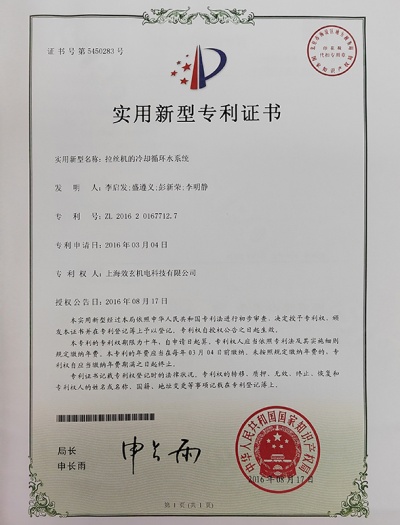 证书号第5450283号
实用新型专利证书
实用新型名称：拉丝机的冷却循环水系统
发明人：李启发;盛遵义;彭新荣;李明静
专利号：ZL 2016 2 0167712.7
专利申请日：2016年03月04日
专利权人：上海效玄机电科技有限公司
授权公告日：2016年08月17日
本实用新型经过本局依照中华人民共和国专利法进行初步审查，决定授予专利权，颁
发本证书并在专利登记簿上予以登记。专利权自授权公告之日起生效。
本专利的专利权期限为十年，自申请日起算。专利权人应当依照专利法及其实施细则
规定缴纳年费。本专利的年费应当在每年03月04日前缴纳。未按照规定缴纳年费的，专利
权自应当缴纳年费期满之日起终止。
专利证书记载专利权登记时的法律状况。专利权的转移、质押、无效、终止、恢复和
专利权人的姓名或名称、国籍、地址变更等事项记载在专利登记簿上。
局长
申长雨
申长雨
中华人民共和国国家知识产权局
2016年08月17日
第1页（共1页）